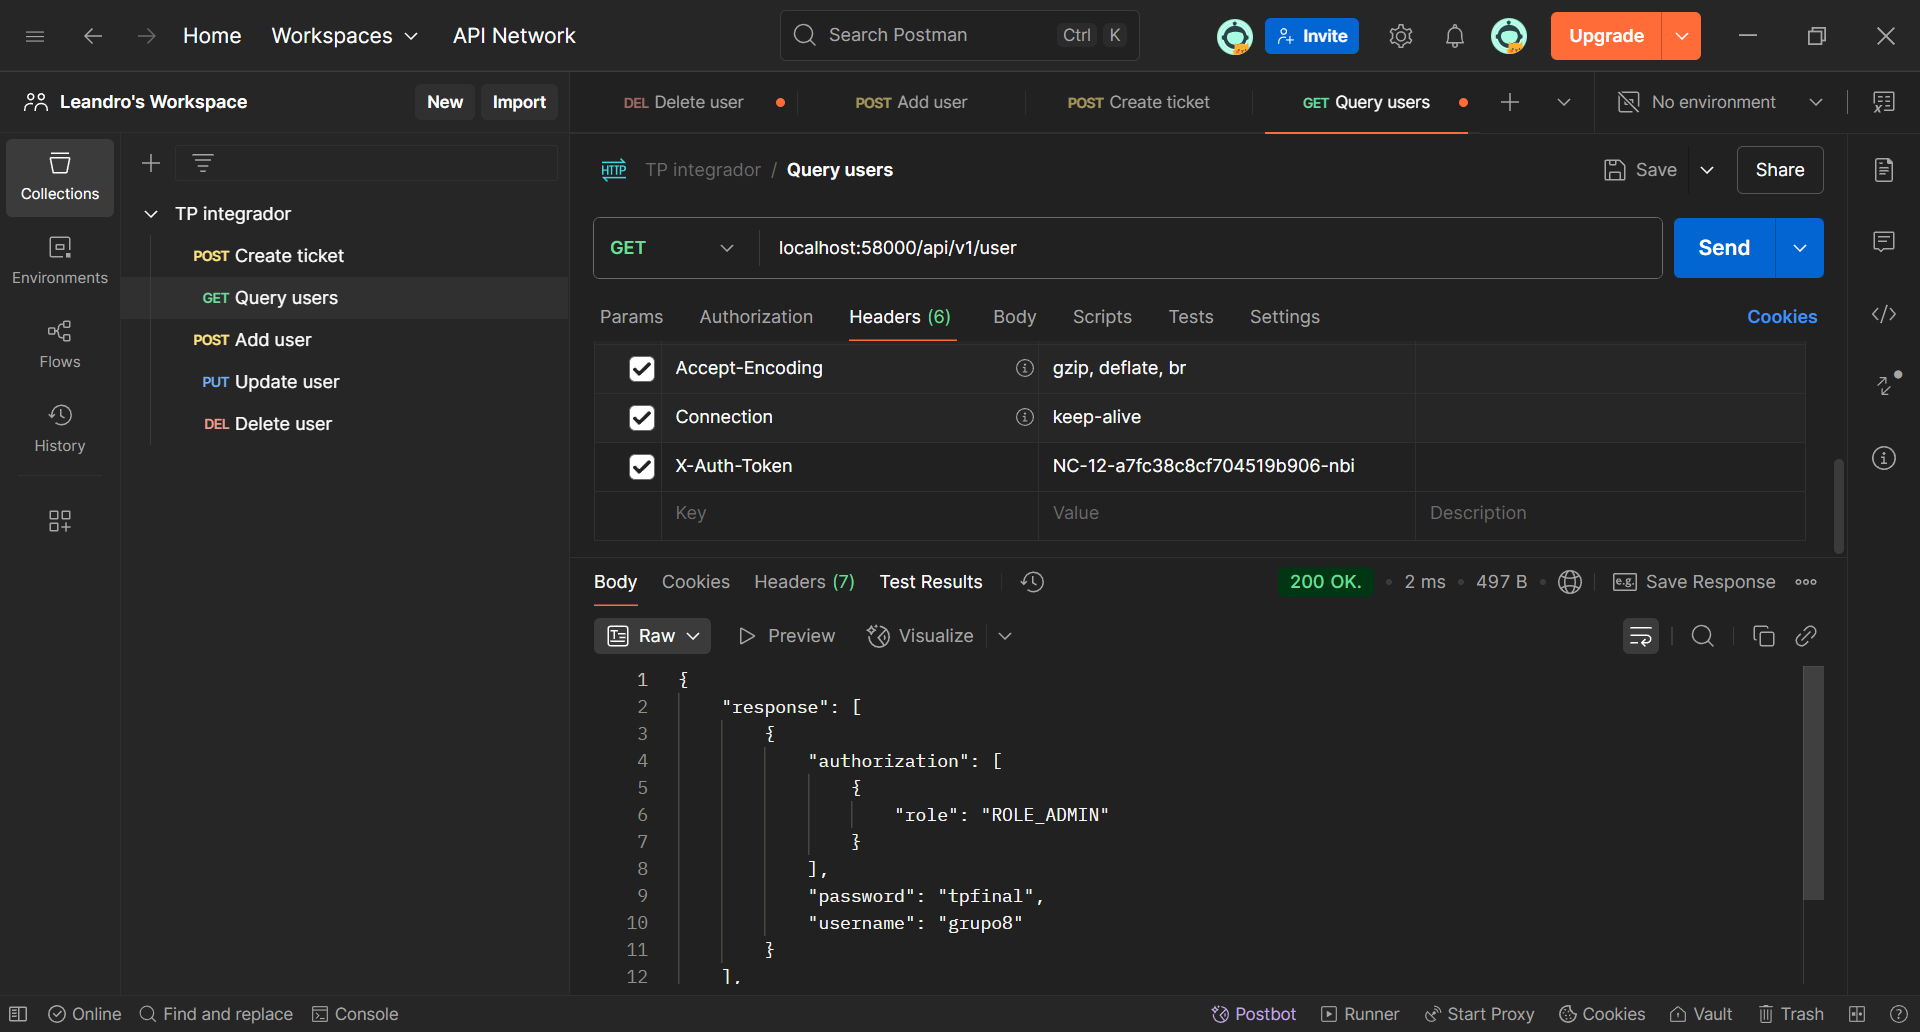 Home Workspaces API Network Search Postman Ctrl K Invite Upgrade
Leandro's Workspace New Import
DEL Delete user POST Add user POST Create ticket GET Query users No environment
Collections
Environments
Flows
History
TP integrador
POST Create ticket
GET Query users
POST Add user
PUT Update user
DEL Delete user
HTTP TP integrador / Query users Save Share
GET localhost:58000/api/v1/user Send
Params Authorization Headers (6) Body Scripts Tests Settings Cookies
Accept-Encoding gzip, deflate, br
Connection keep-alive
X-Auth-Token NC-12-a7fc38c8cf704519b906-nbi
Key Value Description
Body Cookies Headers (7) Test Results 200 OK. • 2 ms • 497 B • e.g. Save Response
Raw Preview Visualize
1 {
2 "response": [
3 {
4 "authorization": [
5 {
6 "role": "ROLE_ADMIN"
7 }
8 ],
9 "password": "tpfinal",
10 "username": "grupo8"
11 }
12 ],
Online Find and replace Console Postbot Runner Start Proxy Cookies Vault Trash